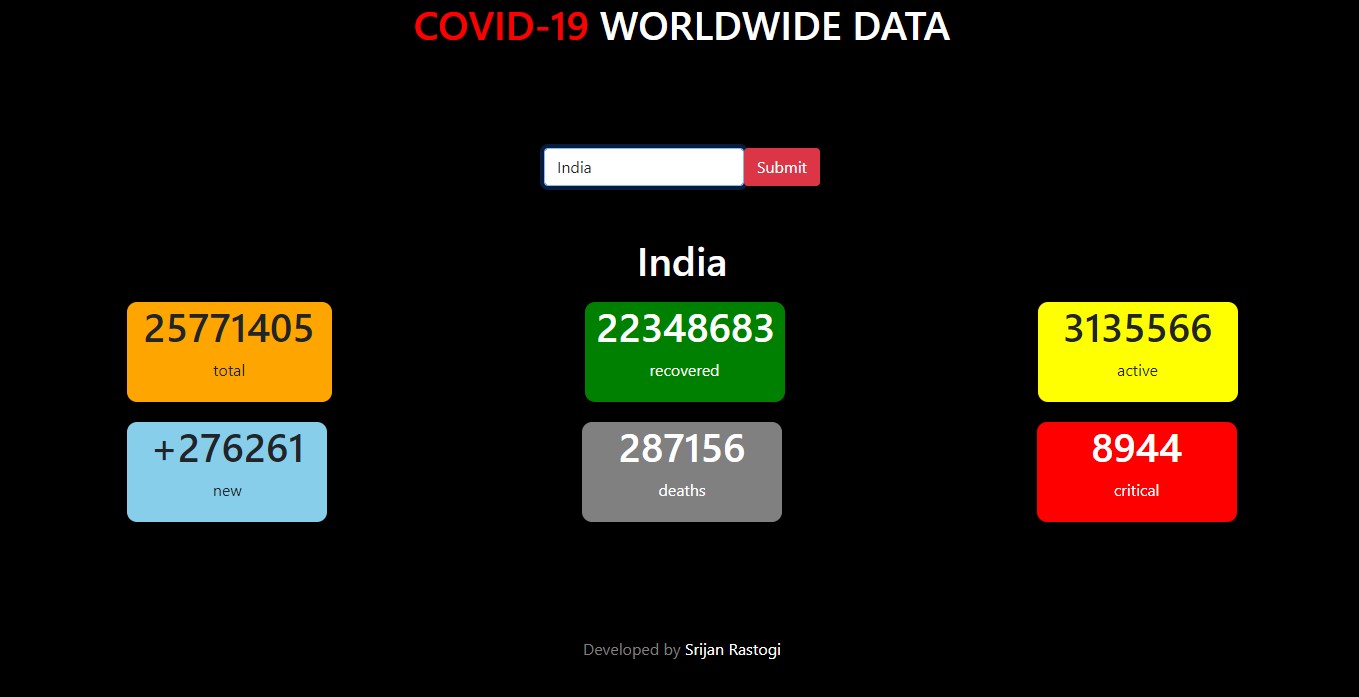 COVID-19 WORLDWIDE DATA
India Submit
India
25771405 22348683 3135566
total recovered active
+276261 287156 8944
new deaths critical
Developed by Srijan Rastogi